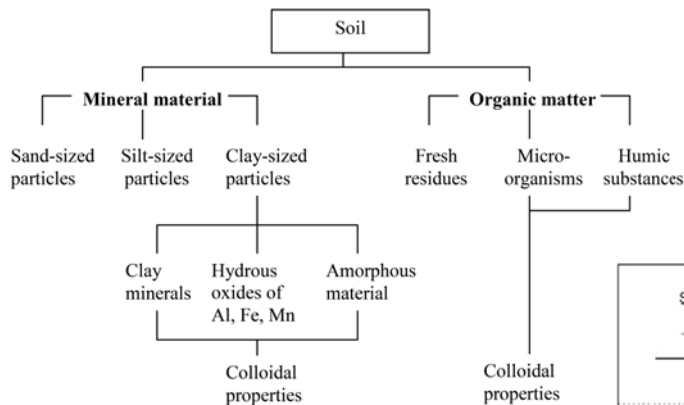 Soil
Mineral material
Organic matter
Sand-sized
particles
Silt-sized
particles
Clay-sized
particles
Fresh
residues
Micro-
organisms
Humic
substances
Clay
minerals
Hydrous
oxides of
Al, Fe, Mn
Amorphous
material
Colloidal
properties
Colloidal
properties